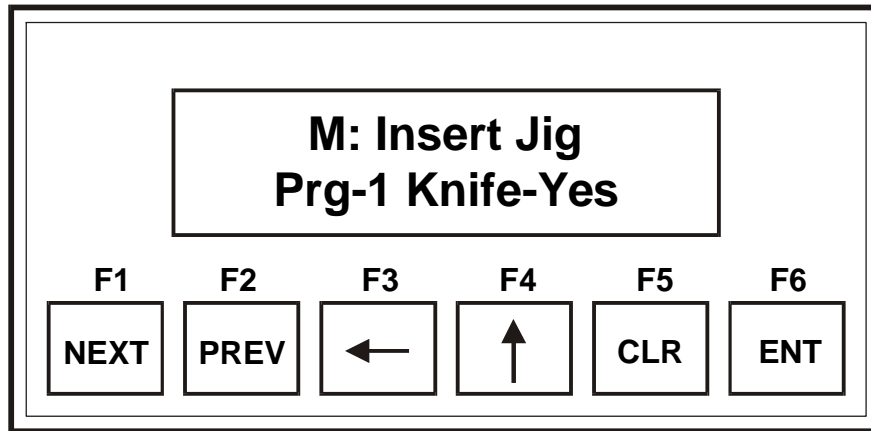 M: Insert Jig
Prg-1 Knife-Yes
F1 F2 F3 F4 F5 F6
NEXT PREV CLR ENT